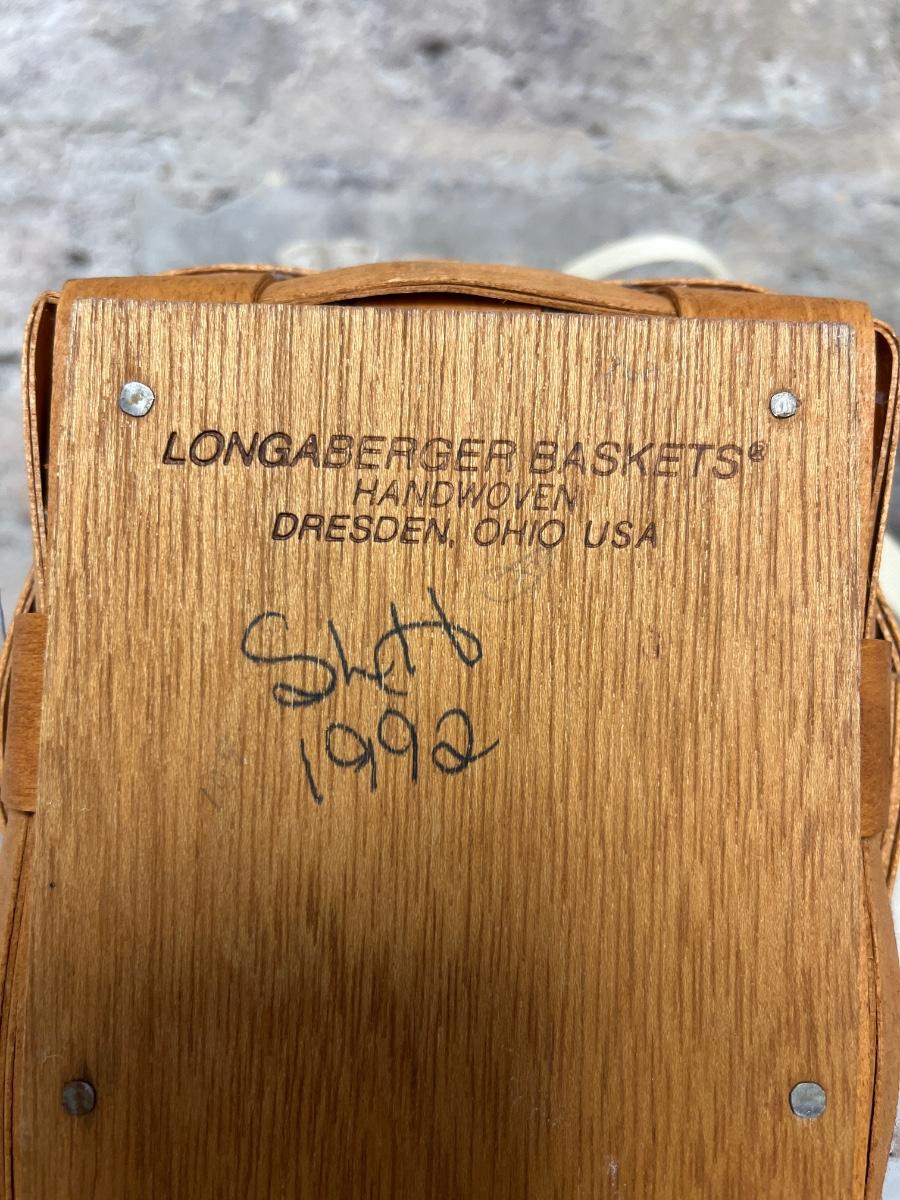 LONGABERGER BASKETS®
HANDWOVEN
DRESDEN, OHIO USA
1992